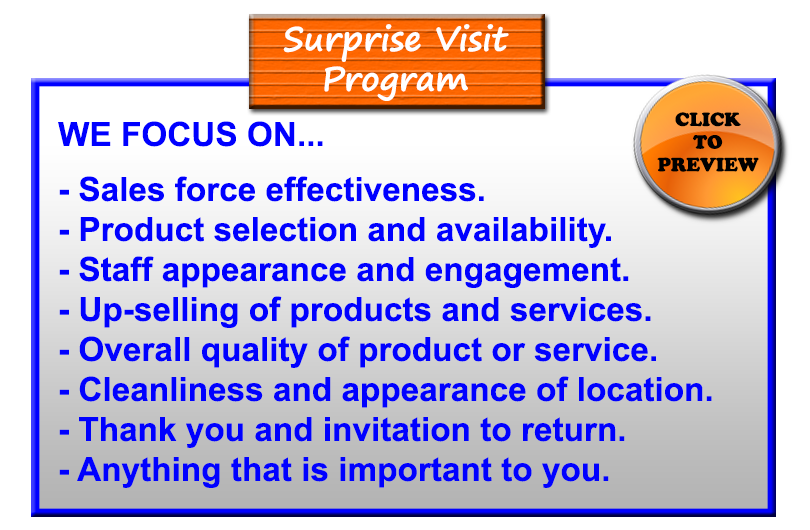 Surprise Visit
Program
CLICK
TO
PREVIEW
WE FOCUS ON...
- Sales force effectiveness.
- Product selection and availability.
- Staff appearance and engagement.
- Up-selling of products and services.
- Overall quality of product or service.
- Cleanliness and appearance of location.
- Thank you and invitation to return.
- Anything that is important to you.